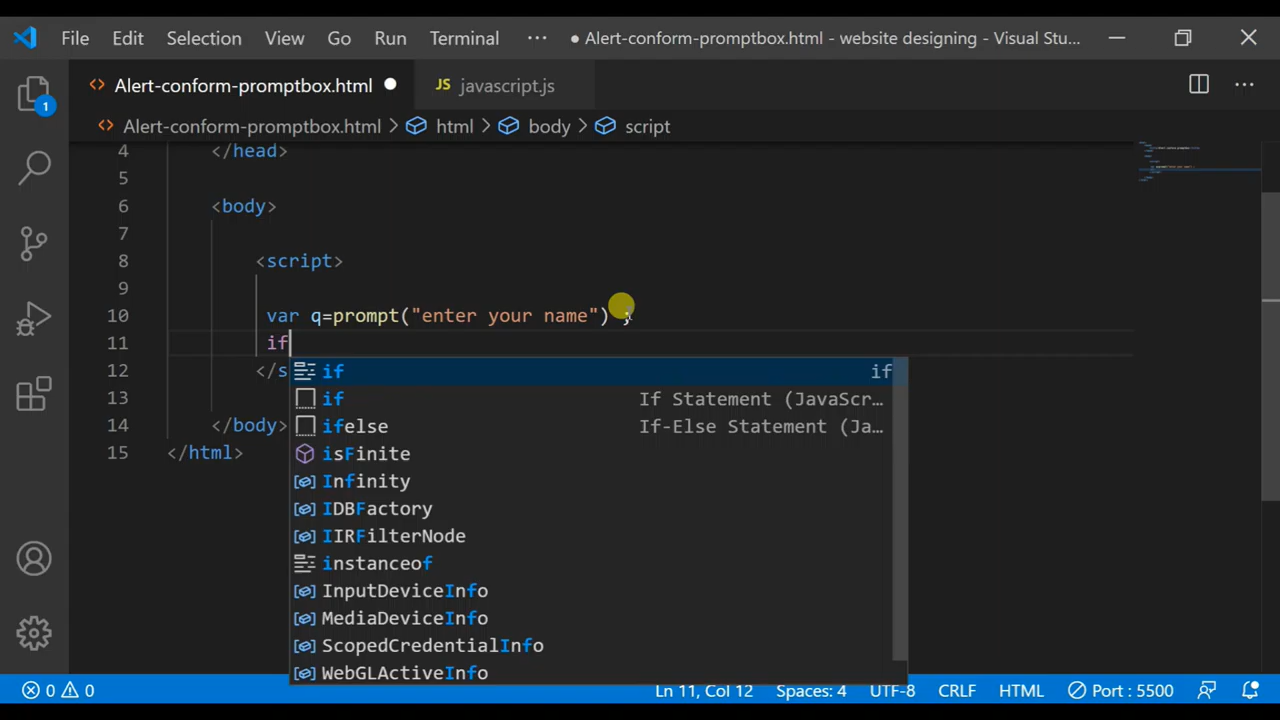 File Edit Selection View Go Run Terminal ··· ● Alert-conform-promptbox.html - website designing - Visual Stu...
<> Alert-conform-promptbox.html ● JS javascript.js ···
<> Alert-conform-promptbox.html > html > body > script
1
4 </head>
5
6 <body>
7
8 <script>
9
10 var q=prompt("enter your name") ;
11 if
12 </s
13
14 </body>
15 </html>
if if
if If Statement (JavaScr...
ifelse If-Else Statement (Ja...
isFinite
Infinity
IDBFactory
IIRFilterNode
instanceof
InputDeviceInfo
MediaDeviceInfo
ScopedCredentialInfo
WebGLActiveInfo
0 0 Ln 11, Col 12 Spaces: 4 UTF-8 CRLF HTML Port : 5500